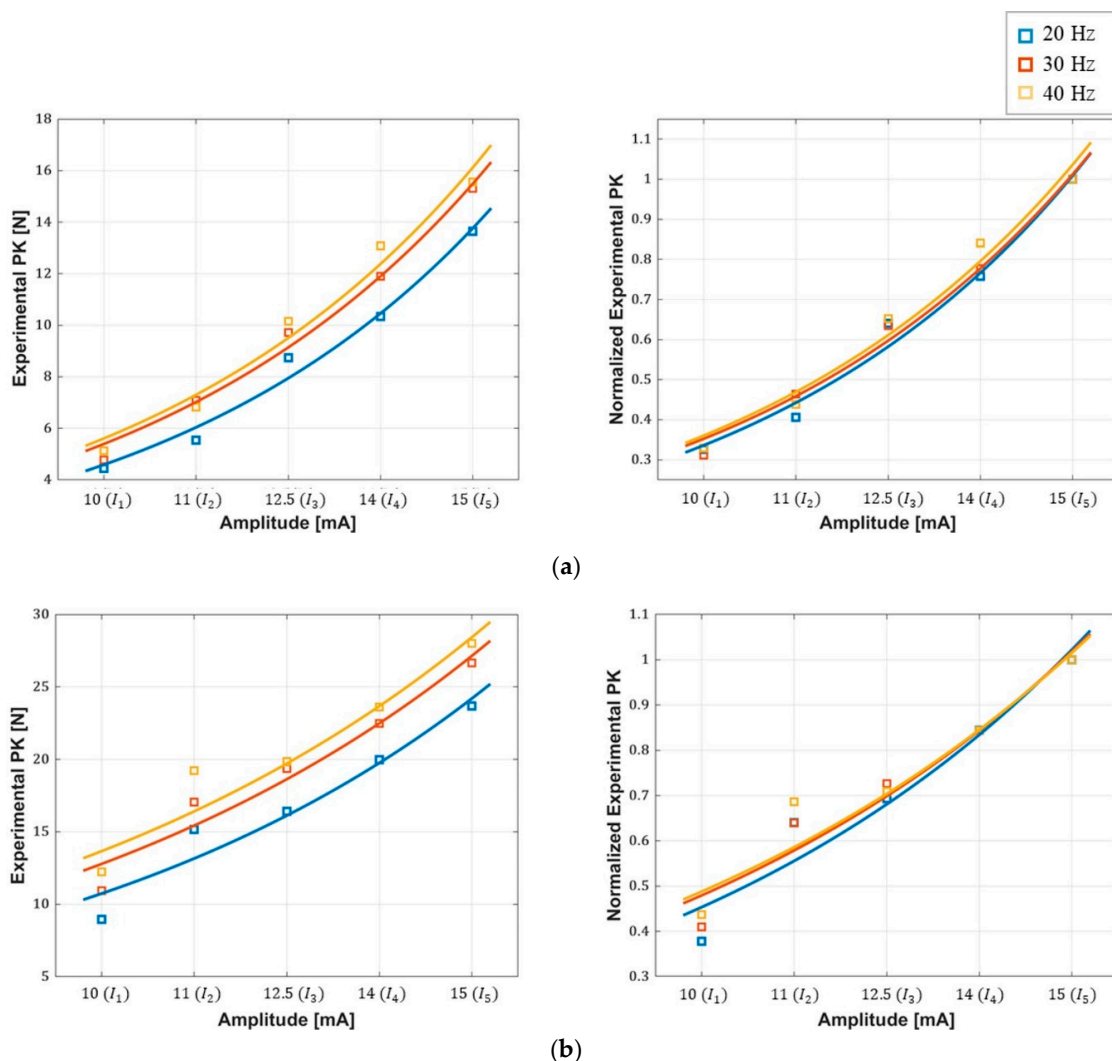 20 Hz
30 Hz
40 Hz
18
16
14
12
10
8
6
4
Experimental PK [N]
10 (I₁) 11 (I₂) 12.5 (I₃) 14 (I₄) 15 (I₅)
Amplitude [mA]
1.1
1
0.9
0.8
0.7
0.6
0.5
0.4
0.3
Normalized Experimental PK
10 (I₁) 11 (I₂) 12.5 (I₃) 14 (I₄) 15 (I₅)
Amplitude [mA]
(a)
30
25
20
15
10
5
Experimental PK [N]
10 (I₁) 11 (I₂) 12.5 (I₃) 14 (I₄) 15 (I₅)
Amplitude [mA]
1.1
1
0.9
0.8
0.7
0.6
0.5
0.4
0.3
Normalized Experimental PK
10 (I₁) 11 (I₂) 12.5 (I₃) 14 (I₄) 15 (I₅)
Amplitude [mA]
(b)